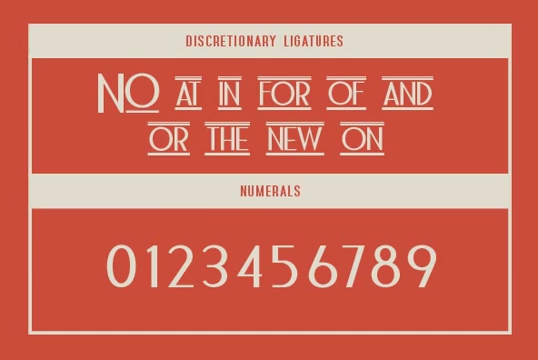 DISCRETIONARY LIGATURES
NO AT IN FOR OF AND
OR THE NEW ON
NUMERALS
0123456789